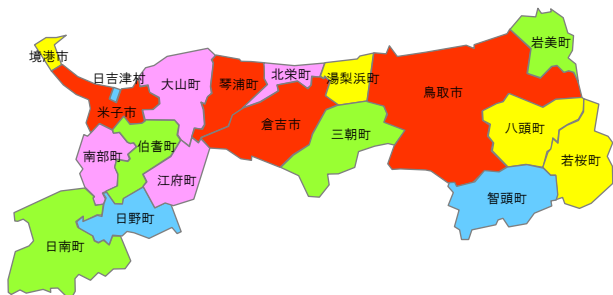 境港市
日吉津村
米子市
大山町
琴浦町
北栄町
湯梨浜町
鳥取市
岩美町
倉吉市
三朝町
八頭町
若桜町
南部町
伯耆町
江府町
智頭町
日野町
日南町